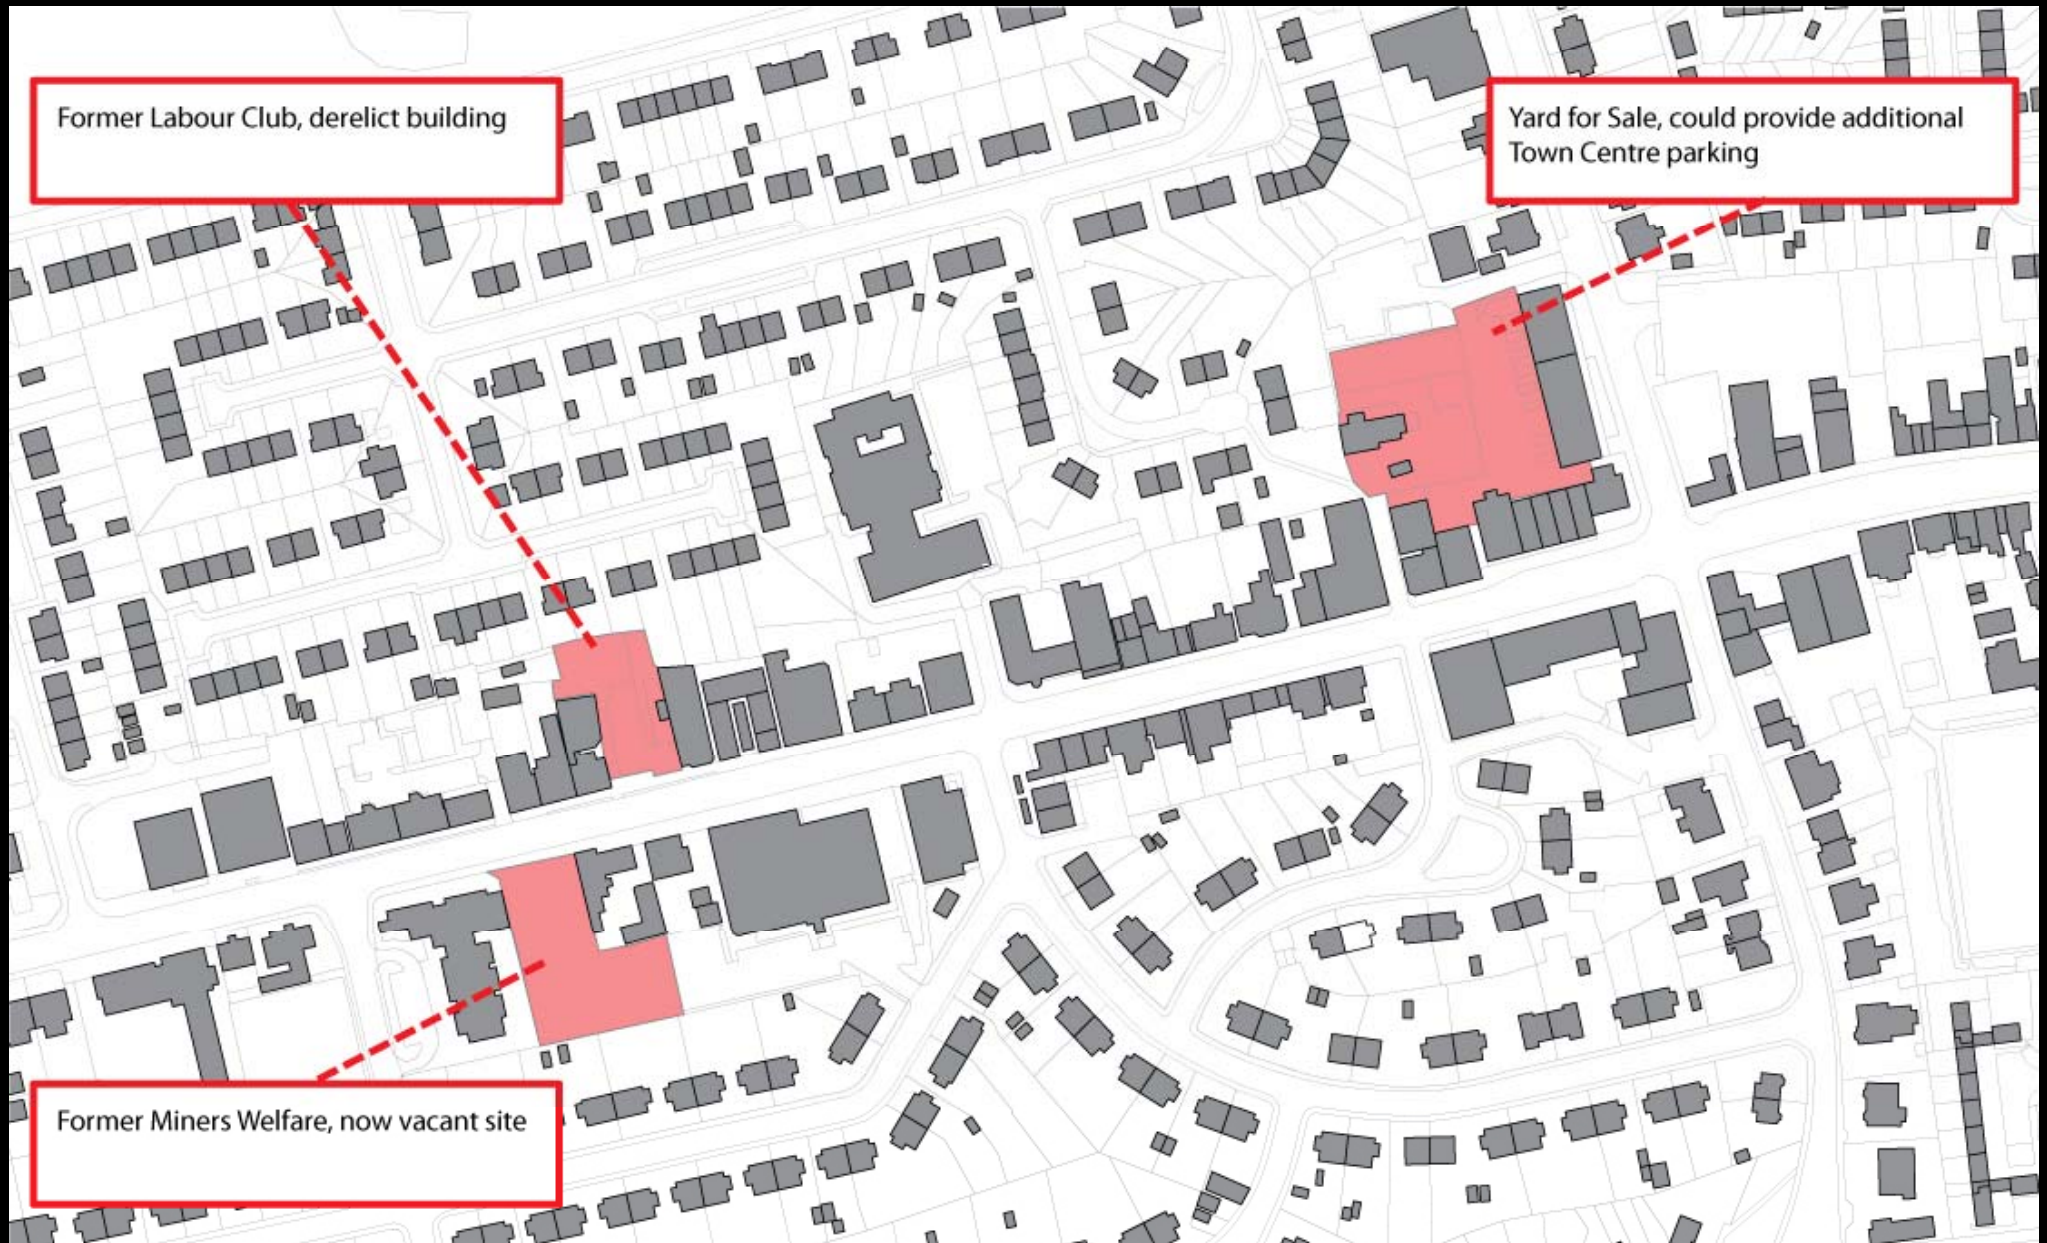 Former Labour Club, derelict building
Yard for Sale, could provide additional
Town Centre parking
Former Miners Welfare, now vacant site